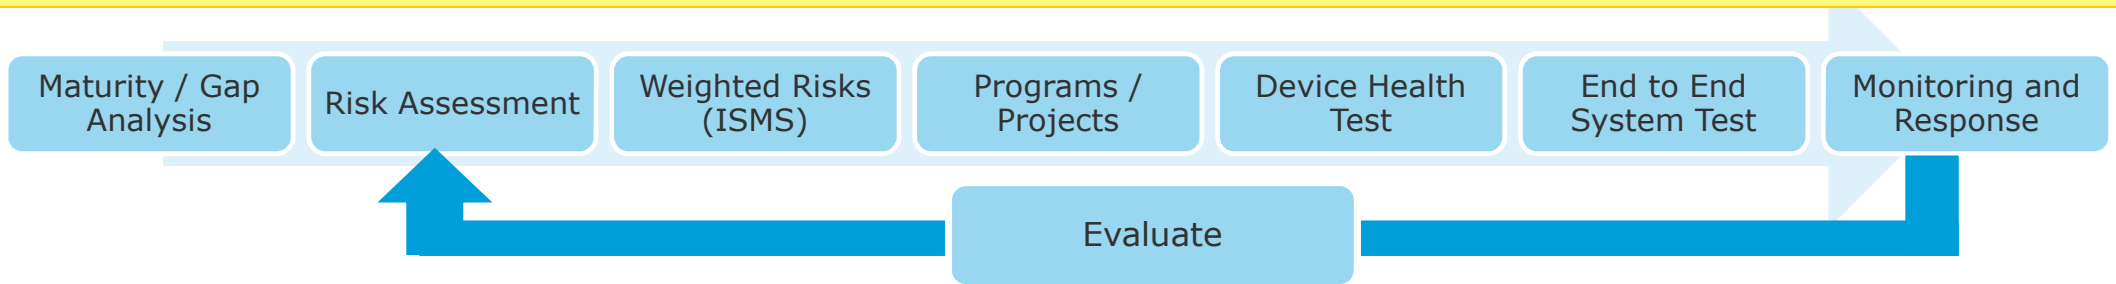 Maturity / Gap
Analysis
Risk Assessment
Weighted Risks
(ISMS)
Programs /
Projects
Device Health
Test
End to End
System Test
Monitoring and
Response
Evaluate